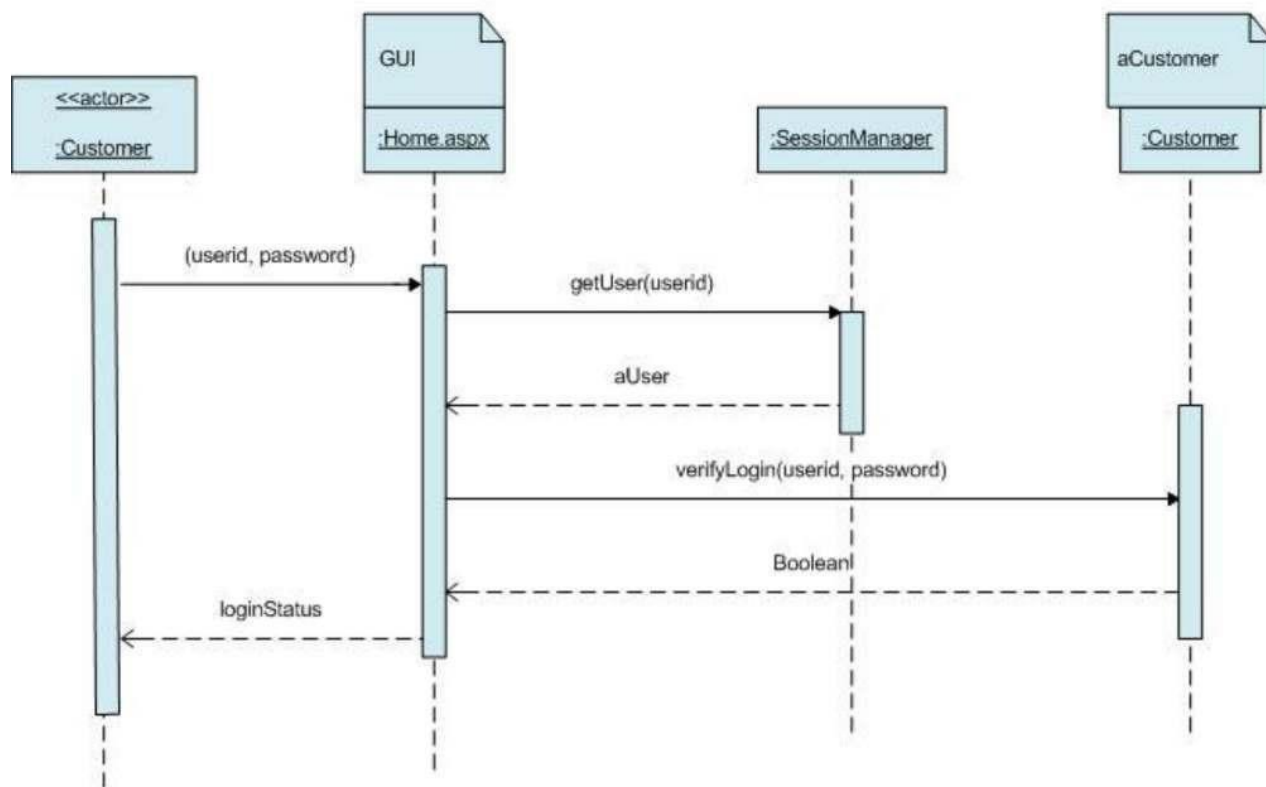 GUI
aCustomer
<<actor>>
:Customer
:Home.aspx
:SessionManager
:Customer
(userid, password)
getUser(userid)
aUser
verifyLogin(userid, password)
Boolean
loginStatus